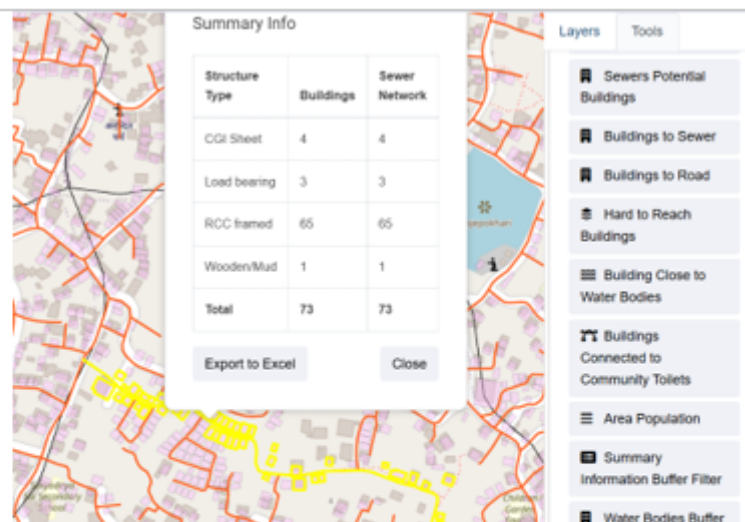 Summary Info
Structure Type Buildings Sewer Network
CGI Sheet 4 4
Load bearing 3 3
RCC framed 65 65
Wooden/Mud 1 1
Total 73 73
Export to Excel Close
Layers Tools
Sewers Potential
Buildings
Buildings to Sewer
Buildings to Road
Hard to Reach
Buildings
Building Close to
Water Bodies
Buildings
Connected to
Community Toilets
Area Population
Summary
Information Buffer Filter
Water Bodies Buffer